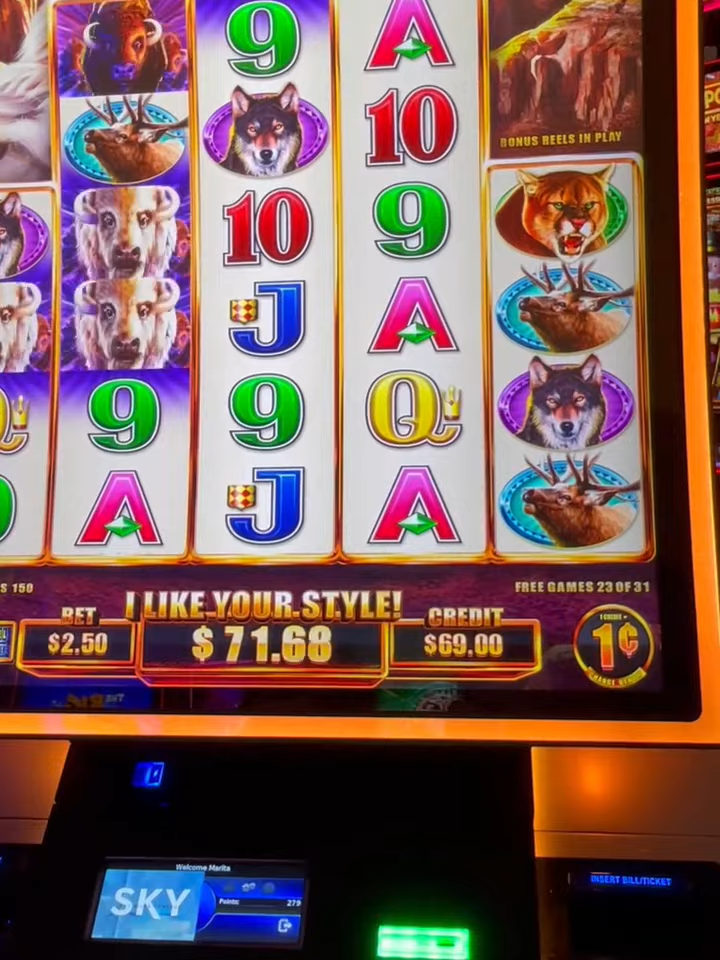 9
A
10
BONUS REELS IN PLAY
10
9
J
A
9
9
Q
A
J
A
S 150
I LIKE YOUR STYLE!
FREE GAMES 23 OF 31
BET
$2.50
$71.68
CREDIT
$69.00
1¢
Welcome Marita
SKY
Points:
279
INSERT BILL/TICKET